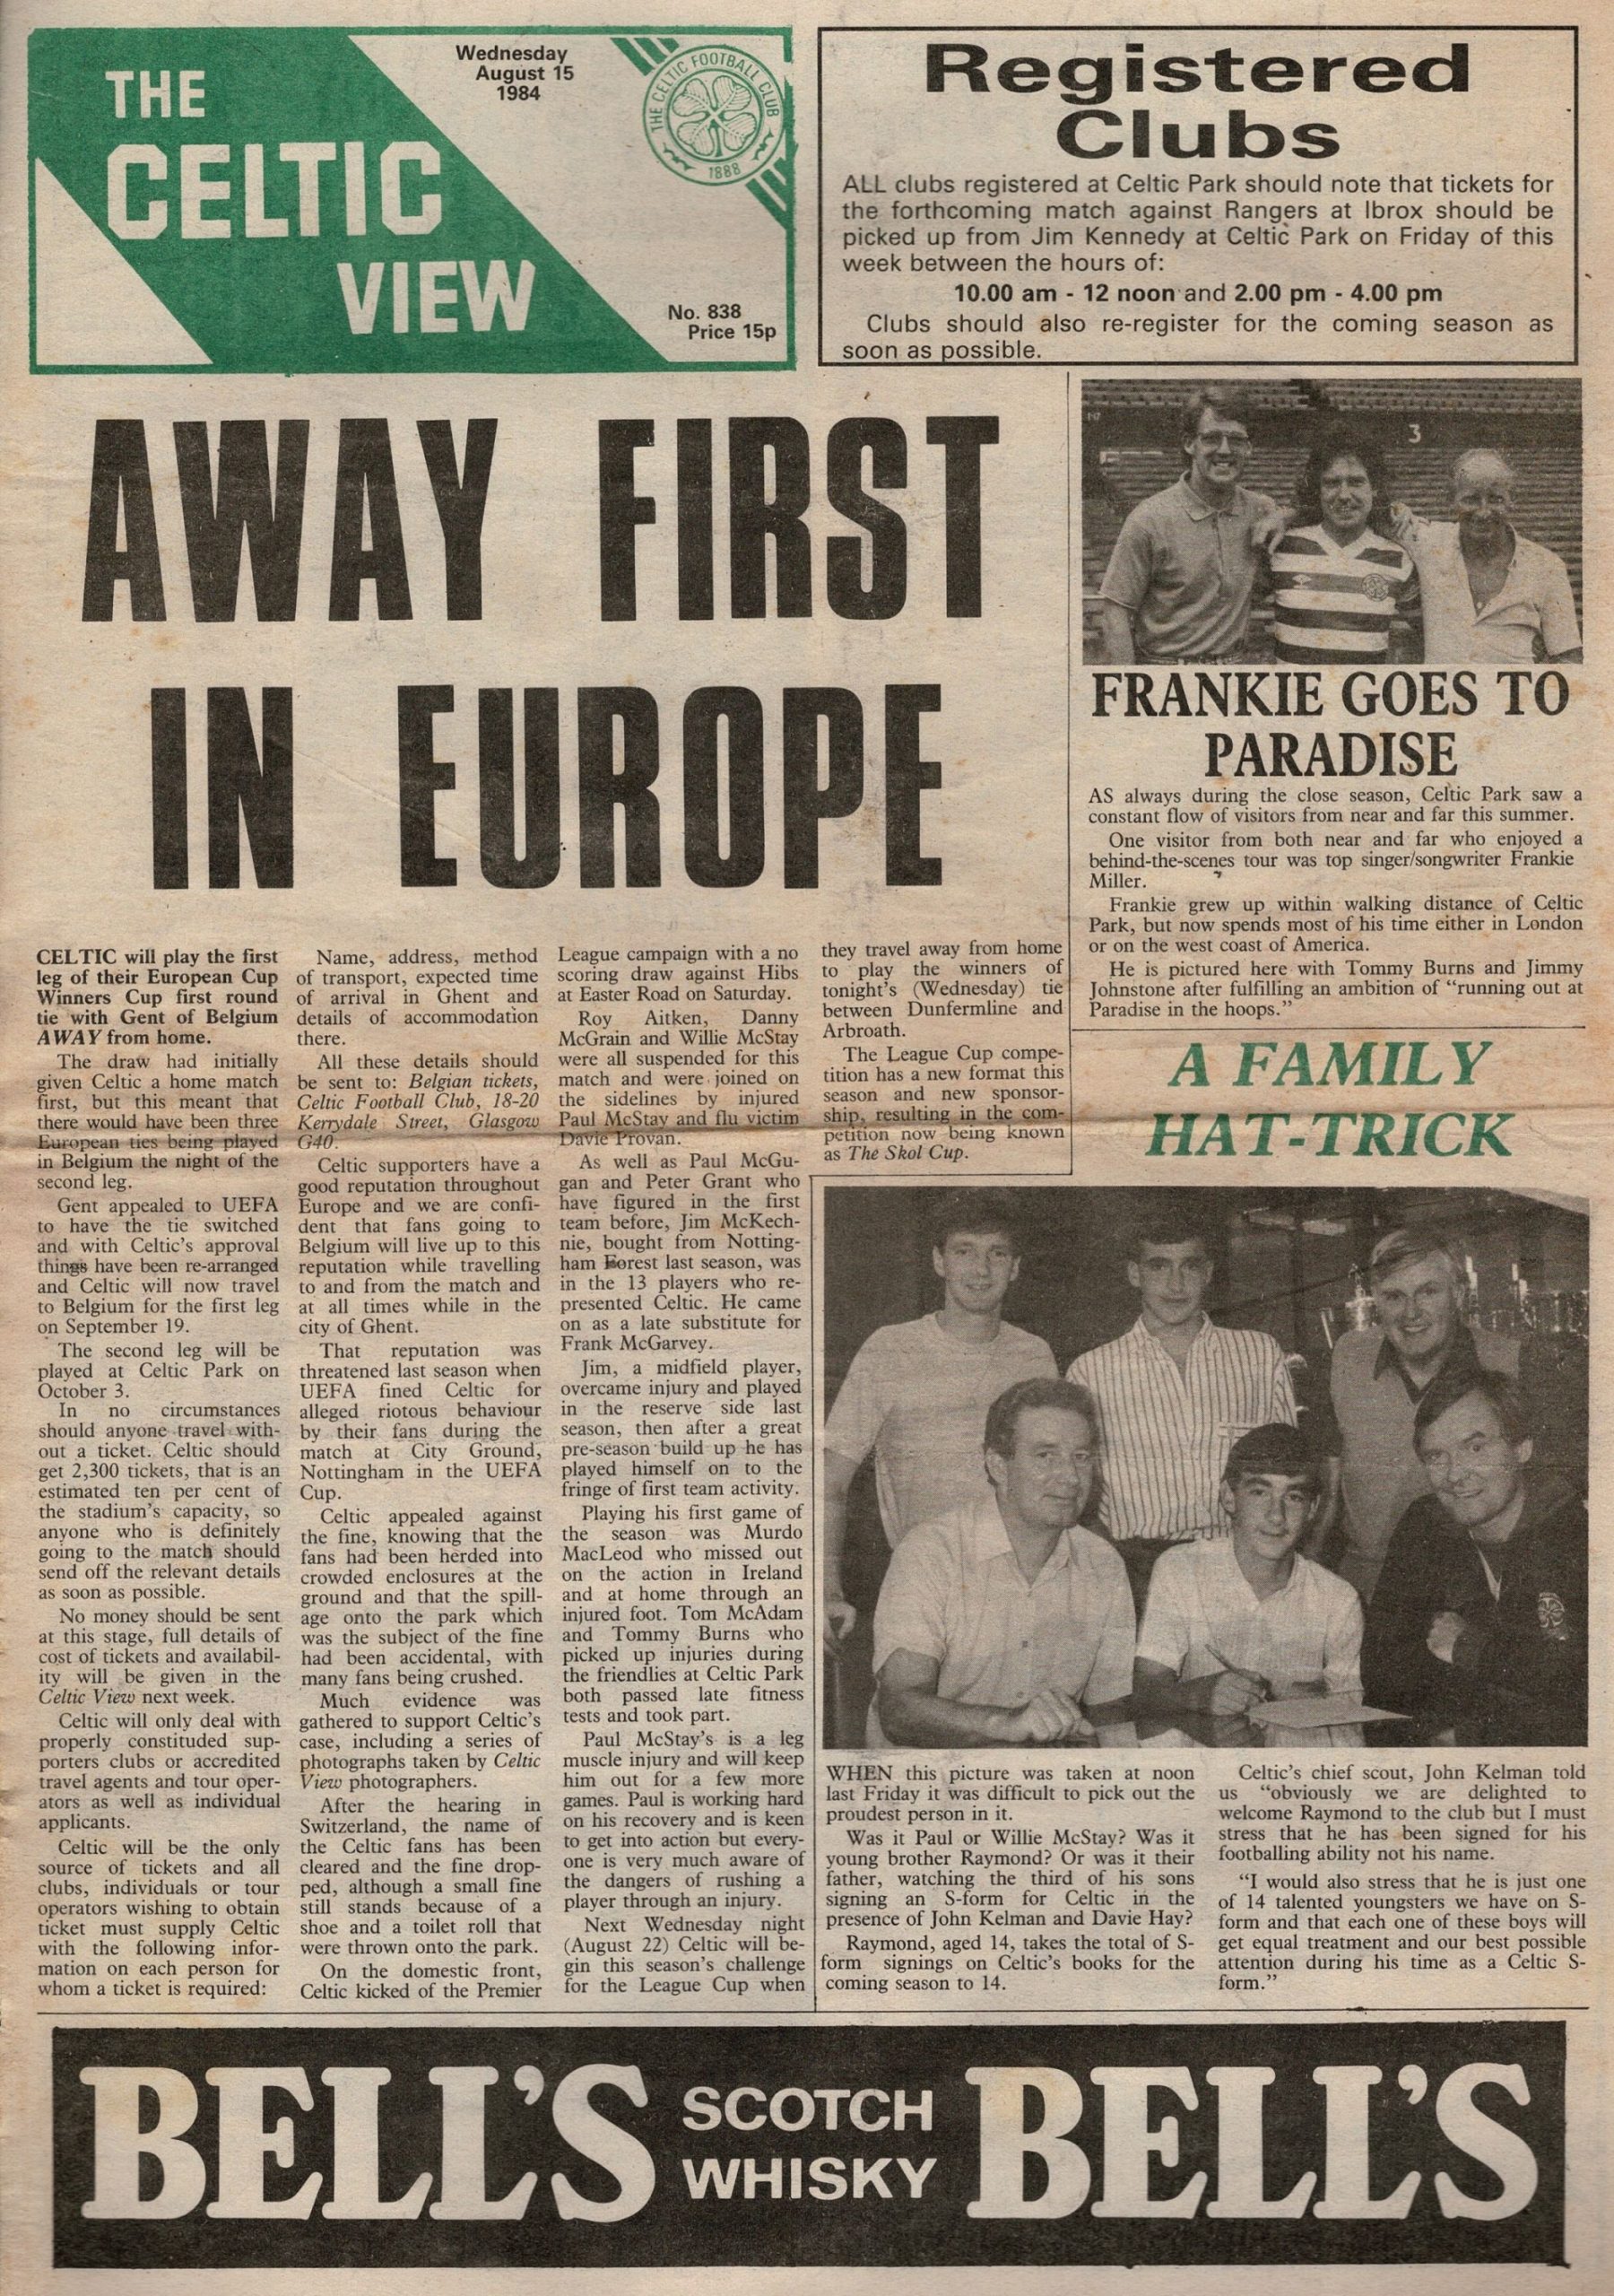 THE
CELTIC
VIEW
Wednesday
August 15
1984
THE CELTIC FOOTBALL CLUB
1888
No. 838
Price 15p
Registered
Clubs
ALL clubs registered at Celtic Park should note that tickets for
the forthcoming match against Rangers at Ibrox should be
picked up from Jim Kennedy at Celtic Park on Friday of this
week between the hours of:
10.00 am - 12 noon and 2.00 pm - 4.00 pm
Clubs should also re-register for the coming season as
soon as possible.
AWAY FIRST
IN EUROPE
CELTIC will play the first
leg of their European Cup
Winners Cup first round
tie with Gent of Belgium
AWAY from home.
The draw had initially
given Celtic a home match
first, but this meant that
there would have been three
European ties being played
in Belgium the night of the
second leg.
Gent appealed to UEFA
to have the tie switched
and with Celtic's approval
things have been re-arranged
and Celtic will now travel
to Belgium for the first leg
on September 19.
The second leg will be
played at Celtic Park on
October 3.
In no circumstances
should anyone travel with-
out a ticket. Celtic should
get 2,300 tickets, that is an
estimated ten per cent of
the stadium's capacity, so
anyone who is definitely
going to the match should
send off the relevant details
as soon as possible.
No money should be sent
at this stage, full details of
cost of tickets and availabil-
ity will be given in the
Celtic View next week.
Celtic will only deal with
properly constituted sup-
porters clubs or accredited
travel agents and tour oper-
ators as well as individual
applicants.
Celtic will be the only
source of tickets and all
clubs, individuals or tour
operators wishing to obtain
ticket must supply Celtic
with the following infor-
mation on each person for
whom a ticket is required:
Name, address, method
of transport, expected time
of arrival in Ghent and
details of accommodation
there.
All these details should
be sent to: Belgian tickets,
Celtic Football Club, 18-20
Kerrydale Street, Glasgow
G40.
Celtic supporters have a
good reputation throughout
Europe and we are confi-
dent that fans going to
Belgium will live up to this
reputation while travelling
to and from the match and
at all times while in the
city of Ghent.
That reputation was
threatened last season when
UEFA fined Celtic for
alleged riotous behaviour
by their fans during the
match at City Ground,
Nottingham in the UEFA
Cup.
Celtic appealed against
the fine, knowing that the
fans had been herded into
crowded enclosures at the
ground and that the spill-
age onto the park which
was the subject of the fine
had been accidental, with
many fans being crushed.
Much evidence was
gathered to support Celtic's
case, including a series of
photographs taken by Celtic
View photographers.
After the hearing in
Switzerland, the name of
the Celtic fans has been
cleared and the fine drop-
ped, although a small fine
still stands because of a
shoe and a toilet roll that
were thrown onto the park.
On the domestic front,
Celtic kicked of the Premier
League campaign with a no
scoring draw against Hibs
at Easter Road on Saturday.
Roy Aitken, Danny
McGrain and Willie McStay
were all suspended for this
match and were joined on
the sidelines by injured
Paul McStay and flu victim
Davie Provan.
As well as Paul McGu-
gan and Peter Grant who
have figured in the first
team before, Jim McKech-
nie, bought from Notting-
ham Forest last season, was
in the 13 players who re-
presented Celtic. He came
on as a late substitute for
Frank McGarvey.
Jim, a midfield player,
overcame injury and played
in the reserve side last
season, then after a great
pre-season build up he has
played himself on to the
fringe of first team activity.
Playing his first game of
the season was Murdo
MacLeod who missed out
on the action in Ireland
and at home through an
injured foot. Tom McAdam
and Tommy Burns who
picked up injuries during
the friendlies at Celtic Park
both passed late fitness
tests and took part.
Paul McStay's is a leg
muscle injury and will keep
him out for a few more
games. Paul is working hard
on his recovery and is keen
to get into action but every-
one is very much aware of
the dangers of rushing a
player through an injury.
Next Wednesday night
(August 22) Celtic will be-
gin this season's challenge
for the League Cup when
they travel away from home
to play the winners of
tonight's (Wednesday) tie
between Dunfermline and
Arbroath.
The League Cup compe-
tition has a new format this
season and new sponsor-
ship, resulting in the com-
petition now being known
as The Skol Cup.
3
FRANKIE GOES TO
PARADISE
AS always during the close season, Celtic Park saw a
constant flow of visitors from near and far this summer.
One visitor from both near and far who enjoyed a
behind-the-scenes tour was top singer/songwriter Frankie
Miller.
Frankie grew up within walking distance of Celtic
Park, but now spends most of his time either in London
or on the west coast of America.
He is pictured here with Tommy Burns and Jimmy
Johnstone after fulfilling an ambition of "running out at
Paradise in the hoops."
A FAMILY
HAT-TRICK
WHEN this picture was taken at noon
last Friday it was difficult to pick out the
proudest person in it.
Was it Paul or Willie McStay? Was it
young brother Raymond? Or was it their
father, watching the third of his sons
signing an S-form for Celtic in the
presence of John Kelman and Davie Hay?
Raymond, aged 14, takes the total of S-
form signings on Celtic's books for the
coming season to 14.
Celtic's chief scout, John Kelman told
us "obviously we are delighted to
welcome Raymond to the club but I must
stress that he has been signed for his
footballing ability not his name.
"I would also stress that he is just one
of 14 talented youngsters we have on S-
form and that each one of these boys will
get equal treatment and our best possible
attention during his time as a Celtic S-
form."
BELL'S SCOTCH WHISKY BELL'S